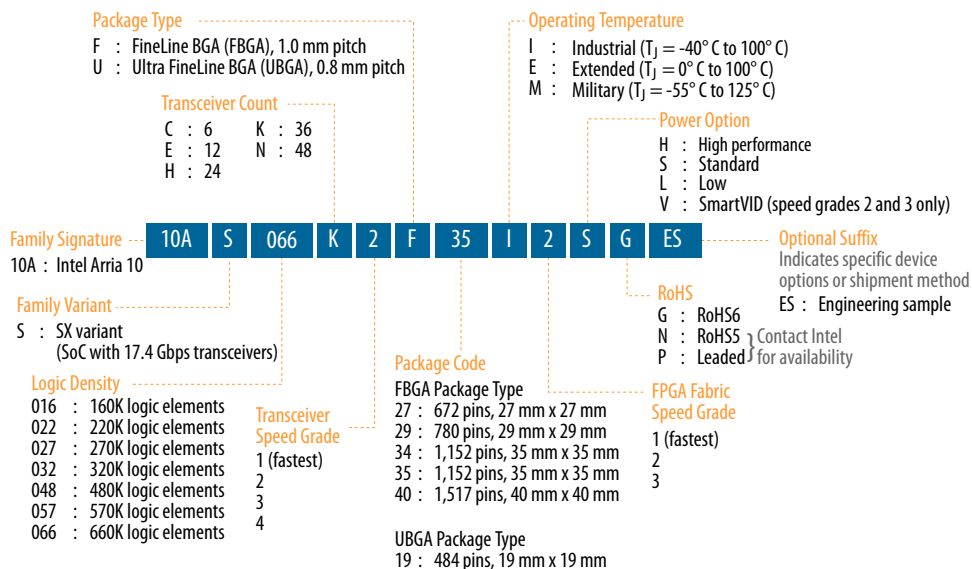 Package Type
F : FineLine BGA (FBGA), 1.0 mm pitch
U : Ultra FineLine BGA (UBGA), 0.8 mm pitch
Operating Temperature
I : Industrial (TJ = -40° C to 100° C)
E : Extended (TJ = 0° C to 100° C)
M : Military (TJ = -55° C to 125° C)
Transceiver Count
C : 6 K : 36
E : 12 N : 48
H : 24
Power Option
H : High performance
S : Standard
L : Low
V : SmartVID (speed grades 2 and 3 only)
10A S 066 K 2 F 35 I 2 S G ES
Family Signature
10A : Intel Arria 10
Optional Suffix
Indicates specific device
options or shipment method
ES : Engineering sample
Family Variant
S : SX variant
(SoC with 17.4 Gbps transceivers)
RoHS
G : RoHS6
N : RoHS5
P : Leaded
Contact Intel
for availability
Logic Density
016 : 160K logic elements
022 : 220K logic elements
027 : 270K logic elements
032 : 320K logic elements
048 : 480K logic elements
057 : 570K logic elements
066 : 660K logic elements
Transceiver
Speed Grade
1 (fastest)
2
3
4
Package Code
FBGA Package Type
27 : 672 pins, 27 mm x 27 mm
29 : 780 pins, 29 mm x 29 mm
34 : 1,152 pins, 35 mm x 35 mm
35 : 1,152 pins, 35 mm x 35 mm
40 : 1,517 pins, 40 mm x 40 mm
UBGA Package Type
19 : 484 pins, 19 mm x 19 mm
FPGA Fabric
Speed Grade
1 (fastest)
2
3